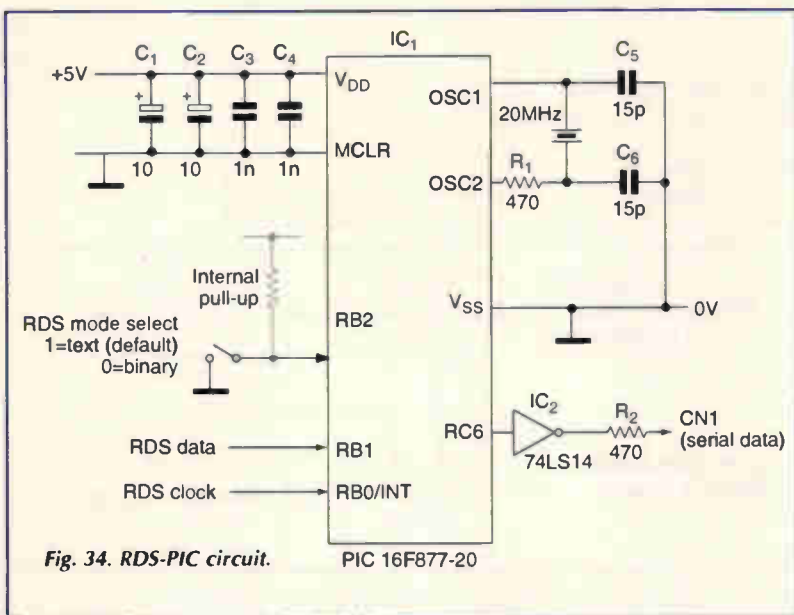 IC1
C1 C2 C3 C4
+5V
VDD
+ +
MCLR
10 10 1n 1n
OSC1
20MHz
C5
15p
OSC2
R1
470
C6
15p
Internal
pull-up
RB2
RDS mode select
1=text (default)
0=binary
VSS
0V
RDS data
RB1
RDS clock
RB0/INT
RC6
IC2
74LS14
R2
470
CN1
(serial data)
Fig. 34. RDS-PIC circuit.
PIC 16F877-20